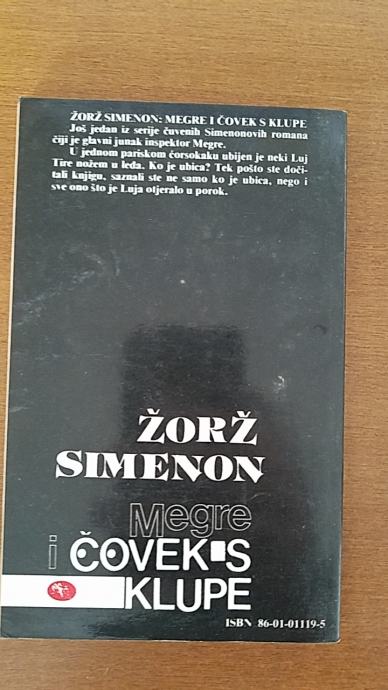 ŽORŽ SIMENON: MEGRE I ČOVEK S KLUPE
Još jedan iz serije čuvenih Simenonovih romana
čiji je glavni junak inspektor Megre.
U jednom pariskom ćorsokaku ubijen je neki Luj
Tire nožem u leđa. Ko je ubica? Tek pošto ste doči-
tali knjigu, saznali ste ne samo ko je ubica, nego i
sve ono što je Luja otjeralo u porok.
ŽORŽ
SIMENON
Megre
i ČOVEK S
KLUPE
ISBN 86-01-01119-5